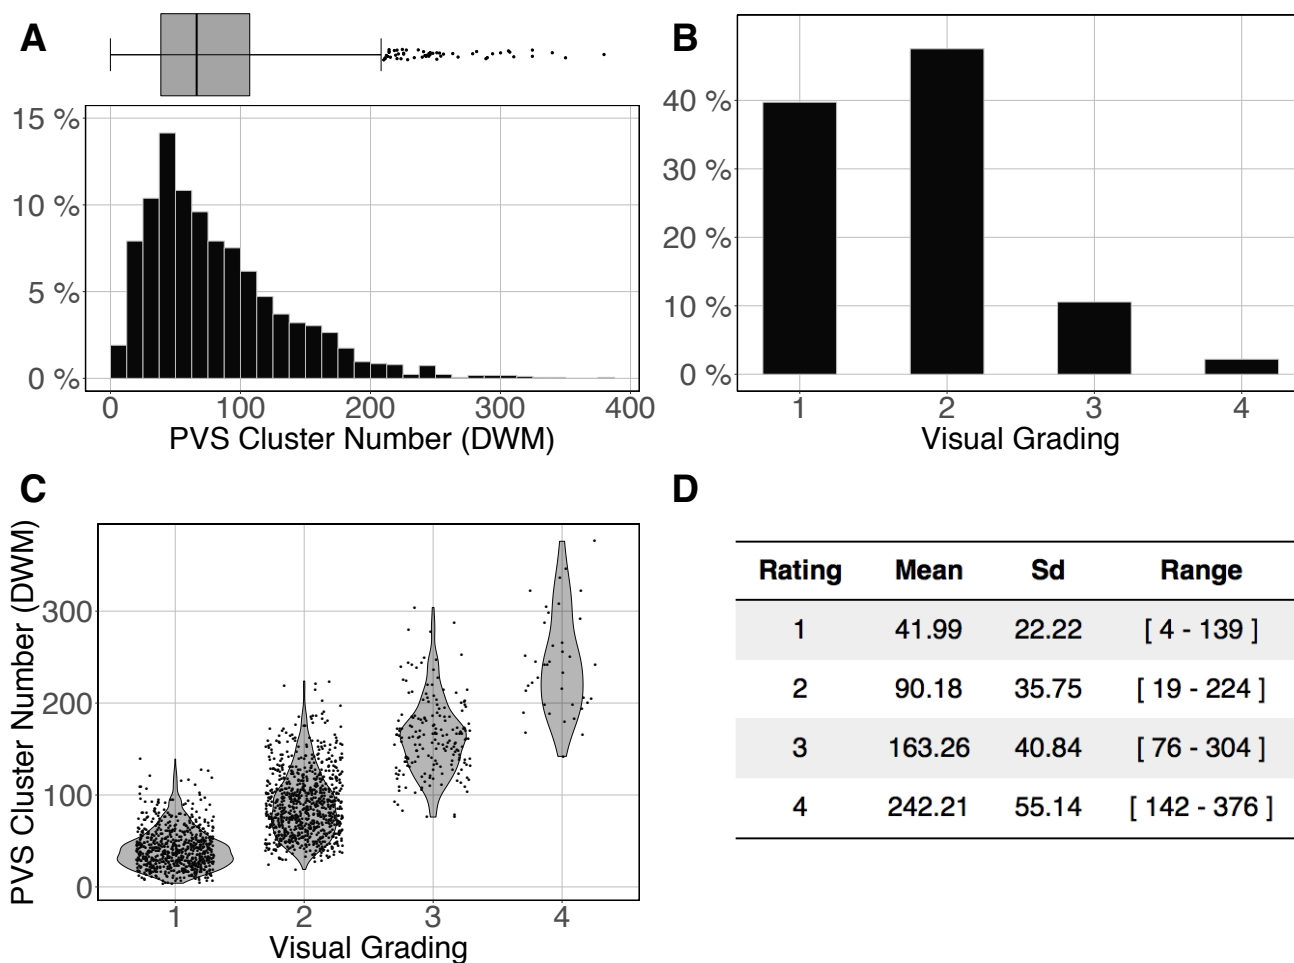 A
15 %
10 %
5 %
0 %
0 100 200 300 400
PVS Cluster Number (DWM)
B
40 %
30 %
20 %
10 %
0 %
1 2 3 4
Visual Grading
C
PVS Cluster Number (DWM)
300
200
100
0
1 2 3 4
Visual Grading
D
Rating Mean Sd Range
1 41.99 22.22 [ 4 - 139 ]
2 90.18 35.75 [ 19 - 224 ]
3 163.26 40.84 [ 76 - 304 ]
4 242.21 55.14 [ 142 - 376 ]